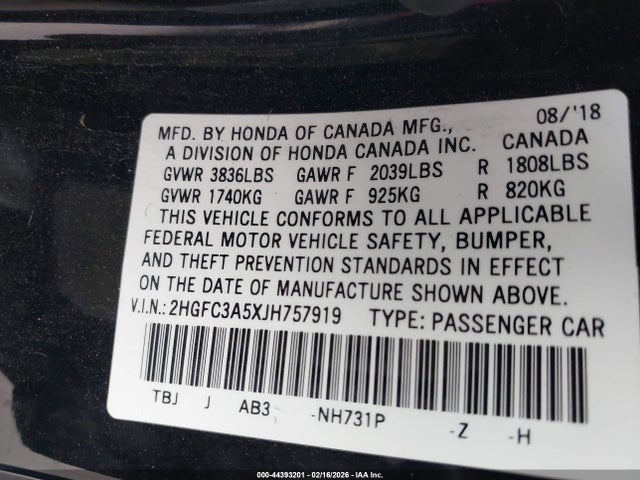 08/'18
MFD. BY HONDA OF CANADA MFG.,
A DIVISION OF HONDA CANADA INC. CANADA
GVWR 3836LBS GAWR F 2039LBS R 1808LBS
GVWR 1740KG GAWR F 925KG R 820KG
THIS VEHICLE CONFORMS TO ALL APPLICABLE
FEDERAL MOTOR VEHICLE SAFETY, BUMPER,
AND THEFT PREVENTION STANDARDS IN EFFECT
ON THE DATE OF MANUFACTURE SHOWN ABOVE.
V.I.N.: 2HGFC3A5XJH757919 TYPE: PASSENGER CAR
TBJ J AB3 -NH731P -Z -H
000-44393201 - 02/16/2026 - IAA Inc.